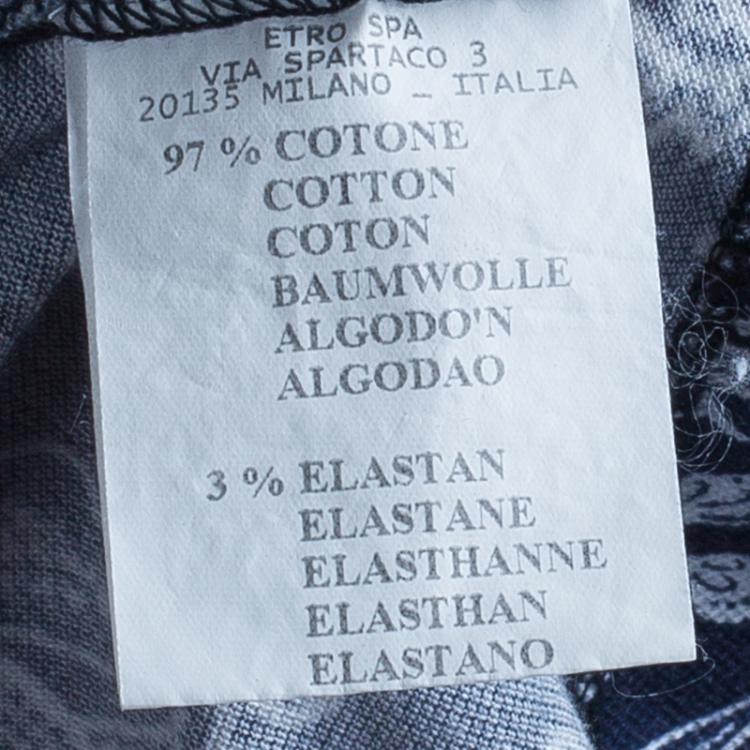 ETRO SPA
VIA SPARTACO 3
20135 MILANO _ ITALIA
97 % COTONE
COTTON
COTON
BAUMWOLLE
ALGODO'N
ALGODAO
3 % ELASTAN
ELASTANE
ELASTHANNE
ELASTHAN
ELASTANO